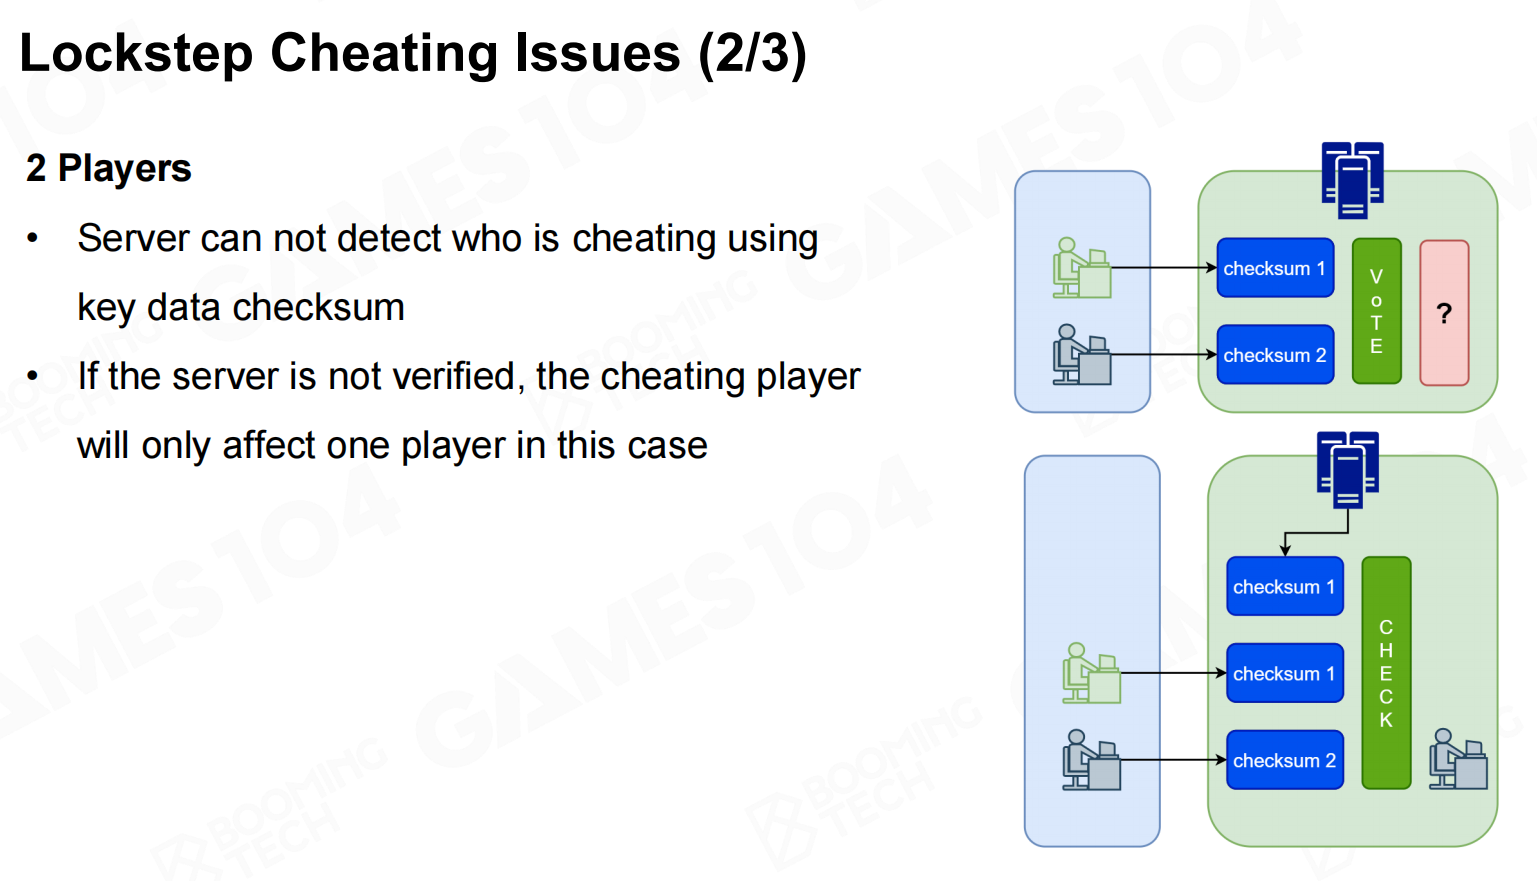 Lockstep Cheating Issues (2/3)
2 Players
• Server can not detect who is cheating using
key data checksum
• If the server is not verified, the cheating player
will only affect one player in this case
checksum 1
checksum 2
VoTE
?
checksum 1
checksum 1
checksum 2
CHECK
GAMES104
BOOMING
TECH